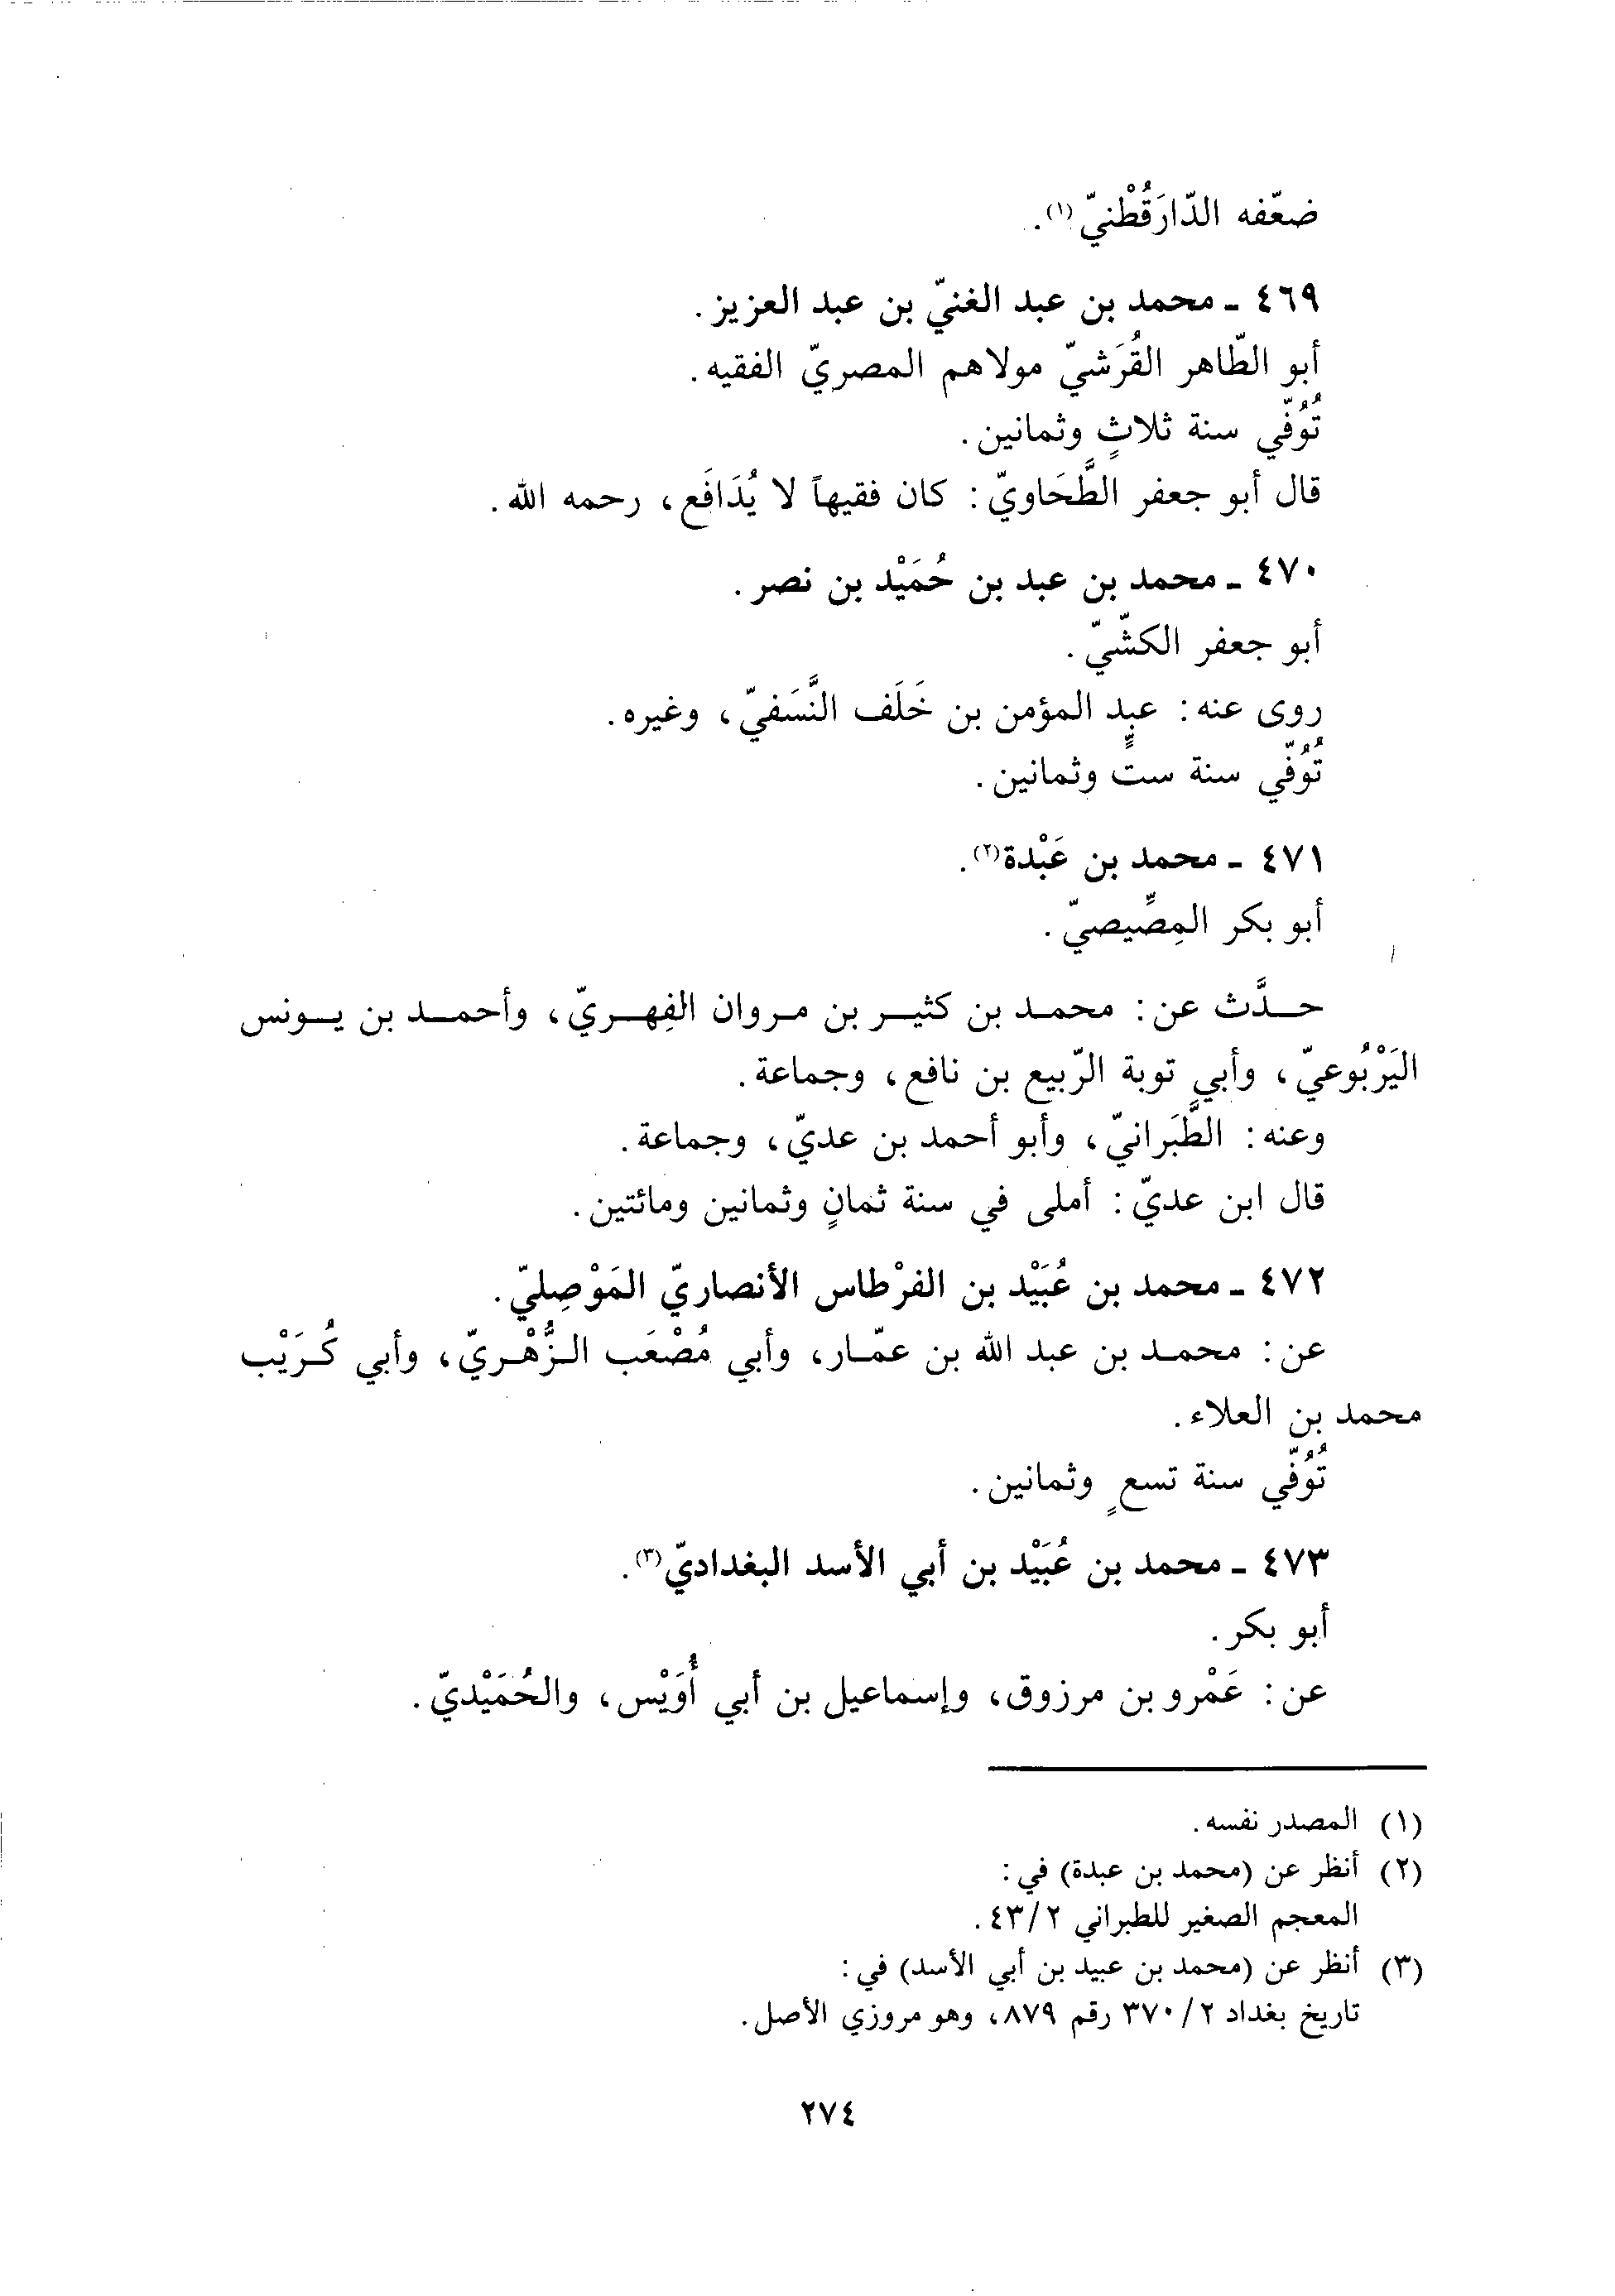 ضعّفه الدّارَقُطْنيّ(١).
٤٦٩ ـ محمد بن عبد الغنيّ بن عبد العزيز.
أبو الطّاهر القُرَشيّ مولاهم المصريّ الفقيه.
تُوُفّي سنة ثلاثٍ وثمانين.
قال أبو جعفر الطَّحَاويّ: كان فقيهاً لا يُدَافَع، رحمه الله.
٤٧٠ ـ محمد بن عبد بن حُمَيْد بن نصر.
أبو جعفر الكشّيّ.
روى عنه: عبد المؤمن بن خَلَف النَّسَفيّ، وغيره.
تُوُفّي سنة ستٍّ وثمانين.
٤٧١ ـ محمد بن عَبْدة(٢).
أبو بكر المِصِّيصيّ.
حدَّث عن: محمد بن كثير بن مروان الفِهريّ، وأحمد بن يونس
اليَرْبُوعيّ، وأبي توبة الرّبيع بن نافع، وجماعة.
وعنه: الطَّبَرانيّ، وأبو أحمد بن عديّ، وجماعة.
قال ابن عديّ: أملى في سنة ثمانٍ وثمانين ومائتين.
٤٧٢ ـ محمد بن عُبَيْد بن الفرْطاس الأنصاريّ المَوْصِليّ.
عن: محمد بن عبد الله بن عمّار، وأبي مُصْعَب الزُّهْريّ، وأبي كُرَيْب
محمد بن العلاء.
تُوُفّي سنة تسعٍ وثمانين.
٤٧٣ ـ محمد بن عُبَيْد بن أبي الأسد البغداديّ(٣).
أبو بكر.
عن: عَمْرو بن مرزوق، وإسماعيل بن أبي أُوَيْس، والحُمَيْديّ.
(١) المصدر نفسه.
(٢) أنظر عن (محمد بن عبدة) في:
المعجم الصغير للطبراني ٤٣/٢.
(٣) أنظر عن (محمد بن عبيد بن أبي الأسد) في:
تاريخ بغداد ٣٧٠/٢ رقم ٨٧٩، وهو مروزي الأصل.
٢٧٤